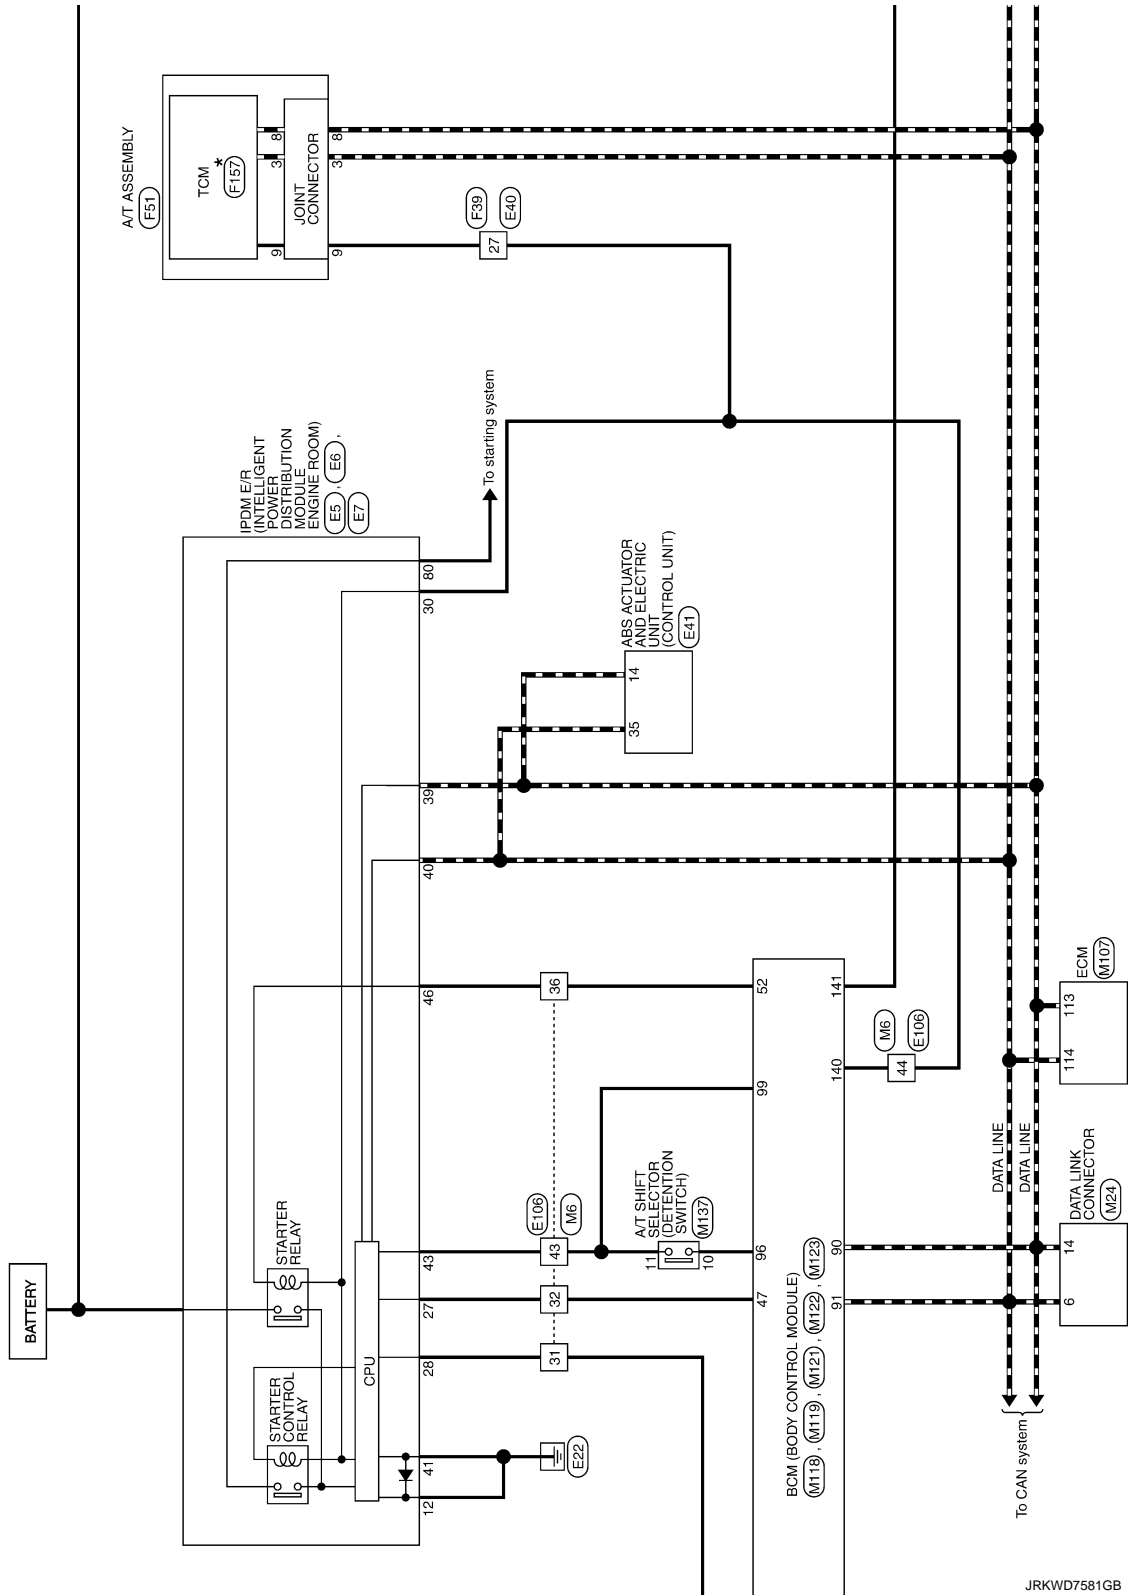 BATTERY
A/T ASSEMBLY
F51
TCM
*
F157
8
3
9
JOINT
CONNECTOR
8
3
9
F39
E40
27
IPDM E/R
(INTELLIGENT
POWER
DISTRIBUTION
MODULE
ENGINE ROOM)
E5 , E6 ,
E7
To starting system
80
30
39
40
46
43
27
28
41
12
STARTER
RELAY
STARTER
CONTROL
RELAY
CPU
ABS ACTUATOR
AND ELECTRIC
UNIT
(CONTROL UNIT)
E41
14
35
36
43
32
31
E106
M6
E22
A/T SHIFT
SELECTOR
(DETENTION
SWITCH)
M137
11
10
52
99
96
47
141
140
90
91
BCM (BODY CONTROL MODULE)
M118 , M119 , M121 , M122 , M123
M6
E106
44
DATA LINE
DATA LINE
ECM
M107
113
114
DATA LINK
CONNECTOR
M24
14
6
To CAN system
JRKWD7581GB